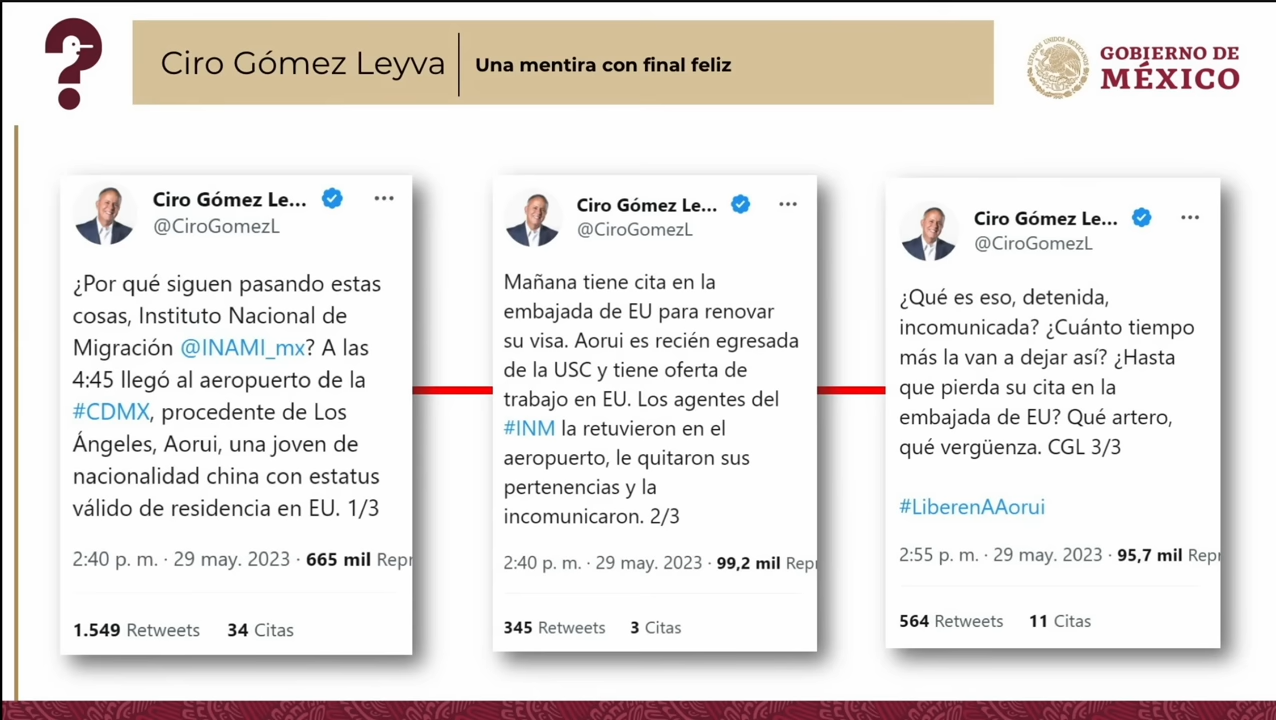 Ciro Gómez Leyva
Una mentira con final feliz
GOBIERNO DE
MÉXICO
Ciro Gómez Le...
@CiroGomezL
¿Por qué siguen pasando estas
cosas, Instituto Nacional de
Migración @INAMI_mx? A las
4:45 llegó al aeropuerto de la
#CDMX, procedente de Los
Ángeles, Aorui, una joven de
nacionalidad china con estatus
válido de residencia en EU. 1/3
2:40 p. m. · 29 may. 2023 · 665 mil Repr
1.549 Retweets 34 Citas
Ciro Gómez Le...
@CiroGomezL
Mañana tiene cita en la
embajada de EU para renovar
su visa. Aorui es recién egresada
de la USC y tiene oferta de
trabajo en EU. Los agentes del
#INM la retuvieron en el
aeropuerto, le quitaron sus
pertenencias y la
incomunicaron. 2/3
2:40 p. m. · 29 may. 2023 · 99,2 mil Rep
345 Retweets 3 Citas
Ciro Gómez Le...
@CiroGomezL
¿Qué es eso, detenida,
incomunicada? ¿Cuánto tiempo
más la van a dejar así? ¿Hasta
que pierda su cita en la
embajada de EU? Qué artero,
qué vergüenza. CGL 3/3
#LiberenAAorui
2:55 p. m. · 29 may. 2023 · 95,7 mil Rep
564 Retweets 11 Citas